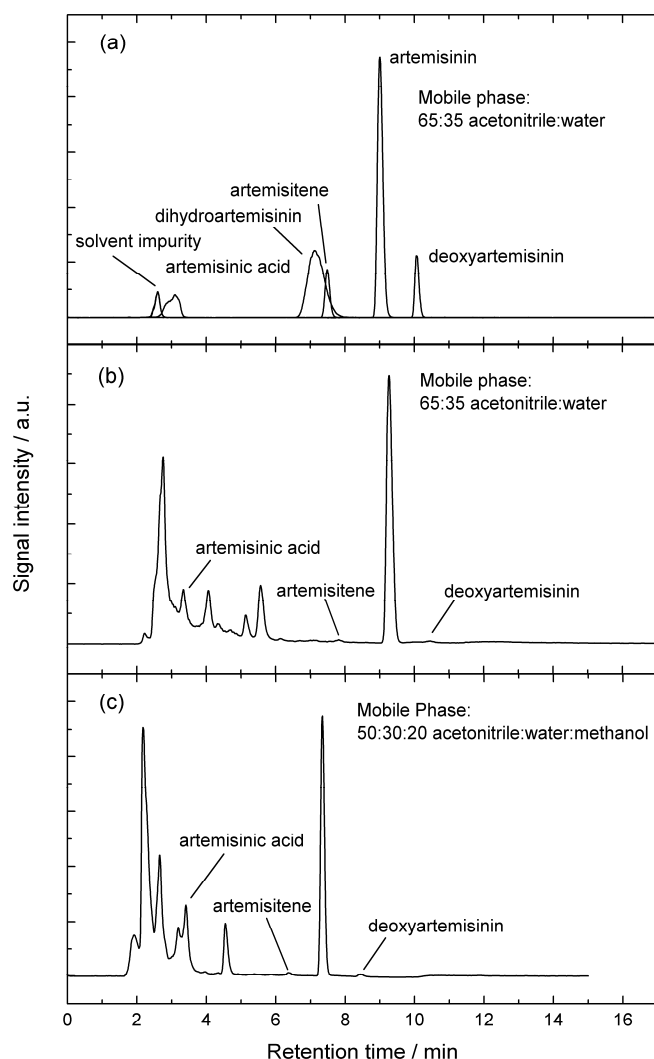 (a)
artemisinin
Mobile phase:
65:35 acetonitrile:water
artemisitene
dihydroartemisinin
solvent impurity
artemisinic acid
deoxyartemisinin
(b)
Mobile phase:
65:35 acetonitrile:water
artemisinic acid
artemisitene
deoxyartemisinin
(c)
Mobile Phase:
50:30:20 acetonitrile:water:methanol
artemisinic acid
artemisitene
deoxyartemisinin
Signal intensity / a.u.
0 2 4 6 8 10 12 14 16
Retention time / min